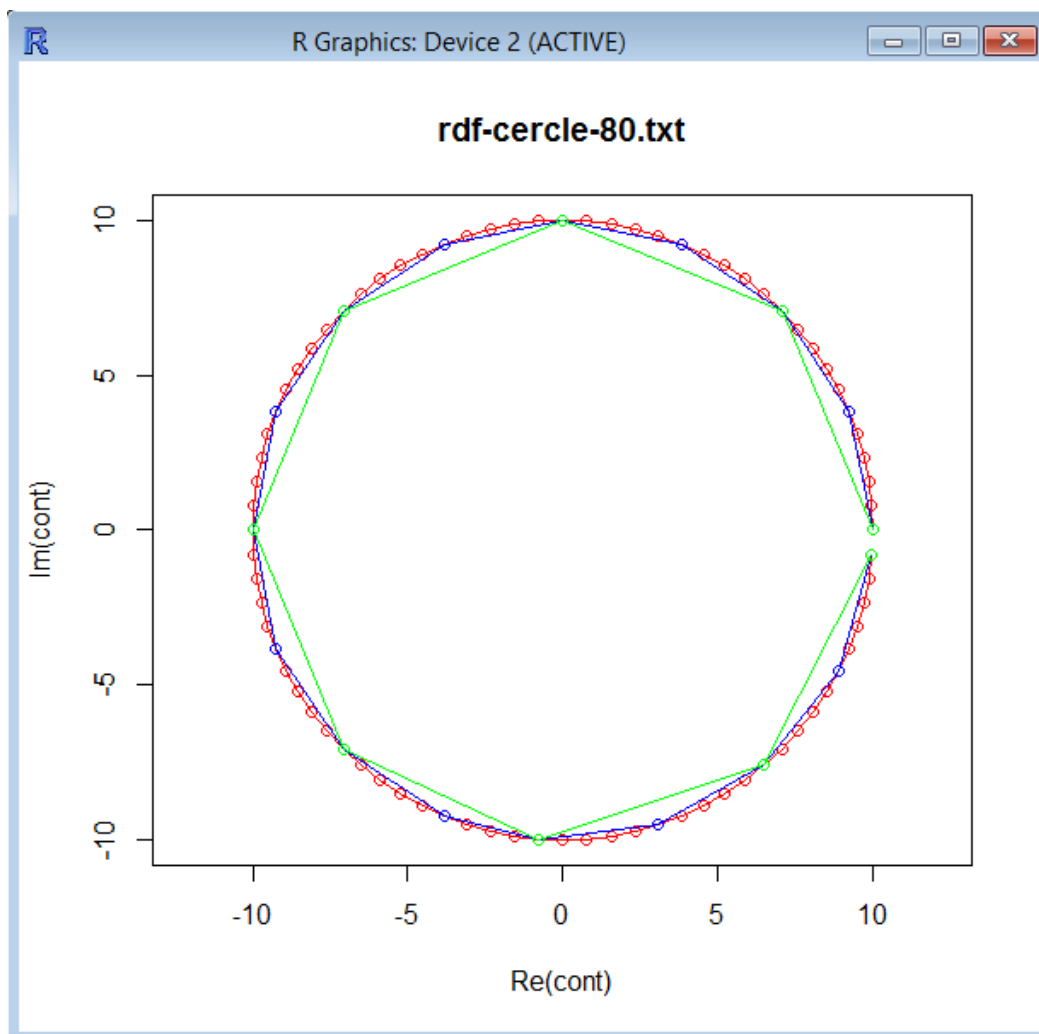 R Graphics: Device 2 (ACTIVE)
rdf-cercle-80.txt
10
5
0
-5
-10
Im(cont)
-10 -5 0 5 10
Re(cont)